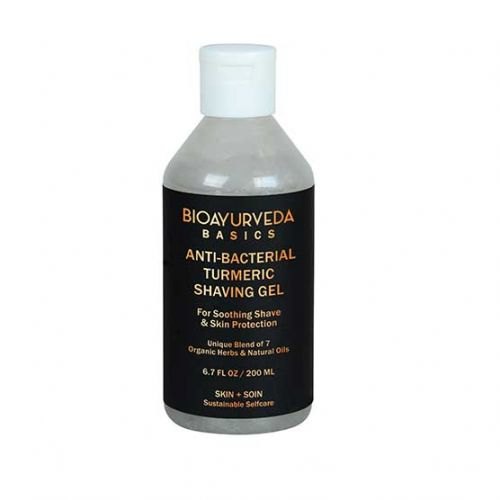 BIOAYURVEDA
BASICS
ANTI-BACTERIAL
TURMERIC
SHAVING GEL
For Soothing Shave
& Skin Protection
Unique Blend of 7
Organic Herbs & Natural Oils
6.7 FL OZ / 200 ML
SKIN + SOIN
Sustainable Selfcare